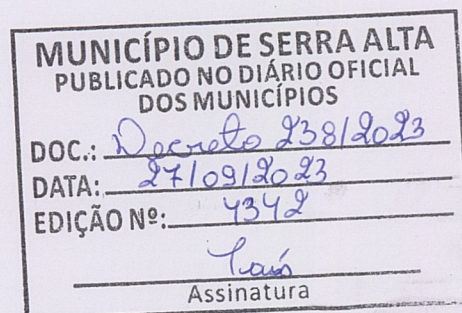 MUNICÍPIO DE SERRA ALTA
PUBLICADO NO DIÁRIO OFICIAL
DOS MUNICÍPIOS
DOC.: Decreto 238/2023
DATA: 27/09/2023
EDIÇÃO Nº: 4342
Assinatura